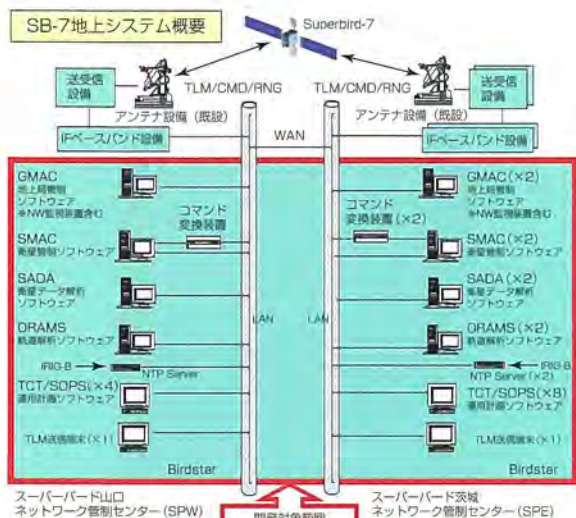 SB-7地上システム概要
Superbird-7
送受信
設備
TLM/CMD/RNG
アンテナ設備（既設）
IFベースバンド設備
WAN
TLM/CMD/RNG
アンテナ設備（既設）
送受信
設備
IFベースバンド設備
GMAC
地上局管制
ソフトウェア
※NW監視装置含む
コマンド
変換装置
SMAC
衛星管制ソフトウェア
SADA
衛星データ解析
ソフトウェア
ORAMS
軌道解析ソフトウェア
IRIG-B
NTP Server
TCT/SOPS(×4)
運用計画ソフトウェア
TLM送信端末(×1)
Birdstar
LAN
LAN
GMAC(×2)
地上局管制
ソフトウェア
※NW監視装置含む
コマンド
変換装置(×2)
SMAC(×2)
衛星管制ソフトウェア
SADA(×2)
衛星データ解析
ソフトウェア
ORAMS(×2)
軌道解析ソフトウェア
IRIG-B
NTP Server(×2)
TCT/SOPS(×8)
運用計画ソフトウェア
TLM送信端末(×1)
Birdstar
スーパーバード山口
ネットワーク管制センター(SPW)
スーパーバード茨城
ネットワーク管制センター(SPE)